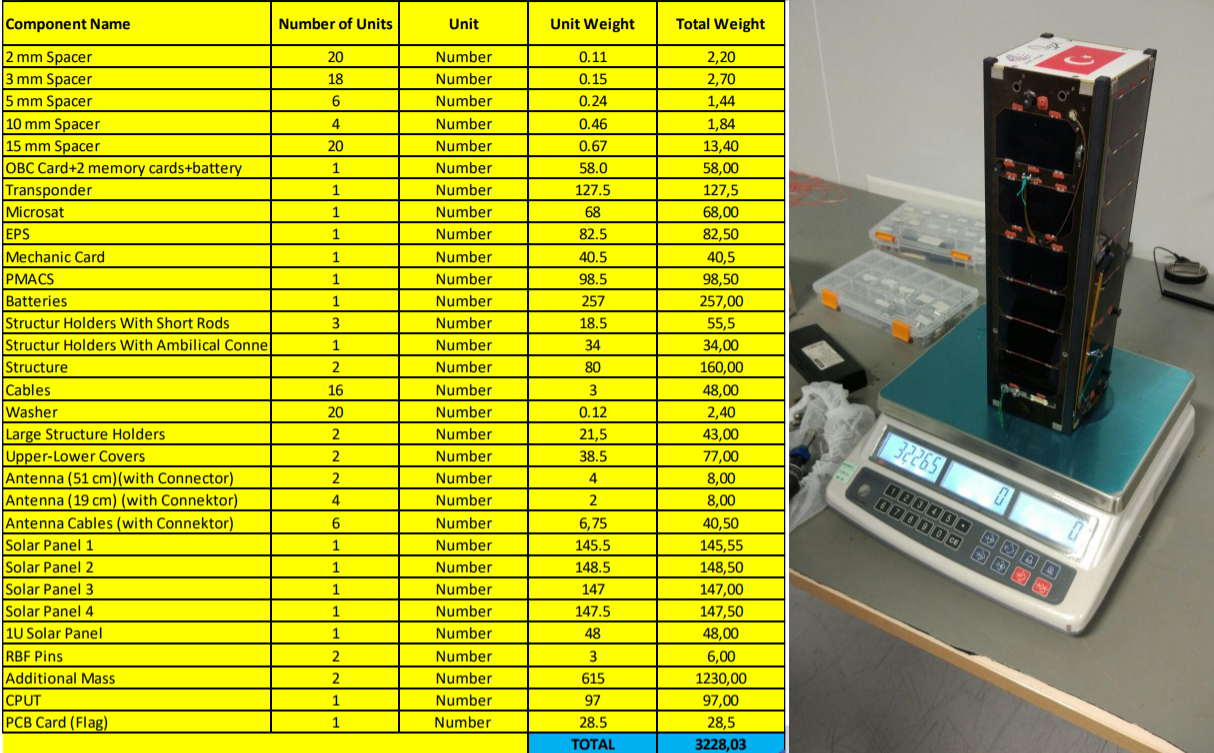 Component Name Number of Units Unit Unit Weight Total Weight
2 mm Spacer 20 Number 0.11 2,20
3 mm Spacer 18 Number 0.15 2,70
5 mm Spacer 6 Number 0.24 1,44
10 mm Spacer 4 Number 0.46 1,84
15 mm Spacer 20 Number 0.67 13,40
OBC Card+2 memory cards+battery 1 Number 58.0 58,00
Transponder 1 Number 127.5 127,5
Microsat 1 Number 68 68,00
EPS 1 Number 82.5 82,50
Mechanic Card 1 Number 40.5 40,5
PMACS 1 Number 98.5 98,50
Batteries 1 Number 257 257,00
Structur Holders With Short Rods 3 Number 18.5 55,5
Structur Holders With Ambilical Conne 1 Number 34 34,00
Structure 2 Number 80 160,00
Cables 16 Number 3 48,00
Washer 20 Number 0.12 2,40
Large Structure Holders 2 Number 21,5 43,00
Upper-Lower Covers 2 Number 38.5 77,00
Antenna (51 cm)(with Connector) 2 Number 4 8,00
Antenna (19 cm) (with Connektor) 4 Number 2 8,00
Antenna Cables (with Connektor) 6 Number 6,75 40,50
Solar Panel 1 1 Number 145.5 145,55
Solar Panel 2 1 Number 148.5 148,50
Solar Panel 3 1 Number 147 147,00
Solar Panel 4 1 Number 147.5 147,50
1U Solar Panel 1 Number 48 48,00
RBF Pins 2 Number 3 6,00
Additional Mass 2 Number 615 1230,00
CPUT 1 Number 97 97,00
PCB Card (Flag) 1 Number 28.5 28,5
TOTAL 3228,03
3226.5 0 0
1 2 3 4 5 .
6 7 8 9 0 CE